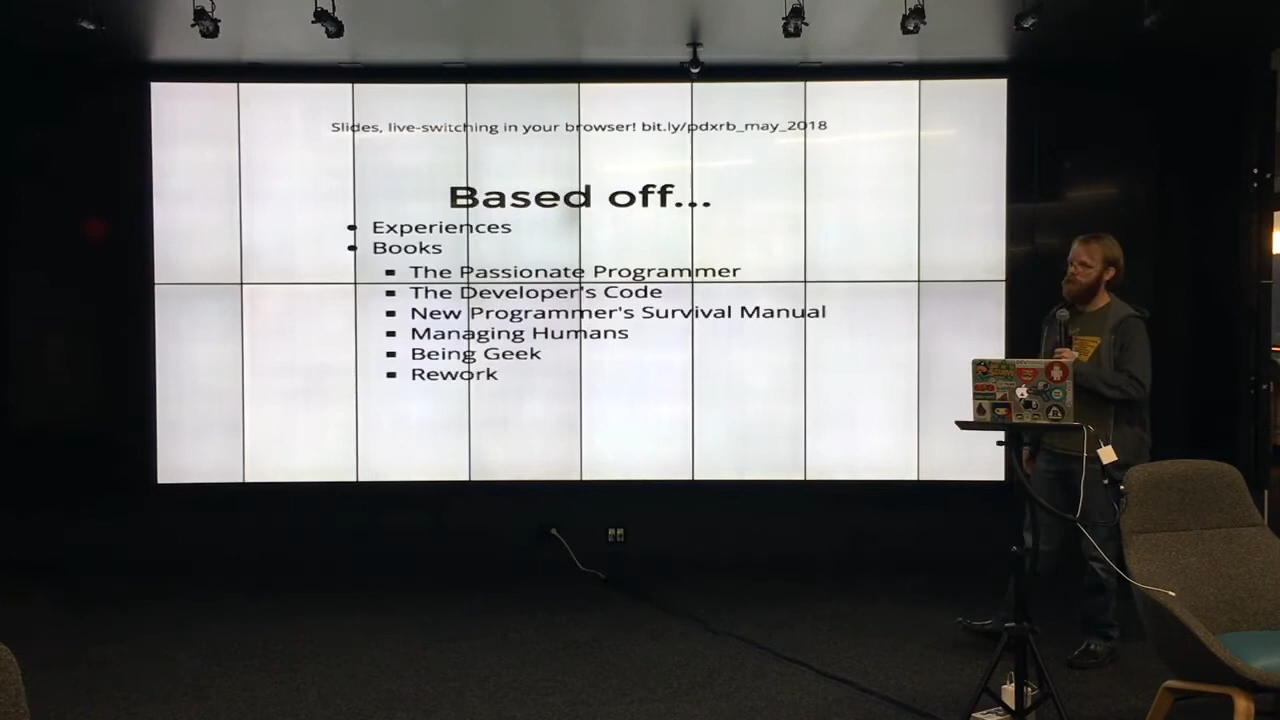 Slides, live-switching in your browser! bit.ly/pdxrb_may_2018
Based off...
Experiences
Books
The Passionate Programmer
The Developer's Code
New Programmer's Survival Manual
Managing Humans
Being Geek
Rework